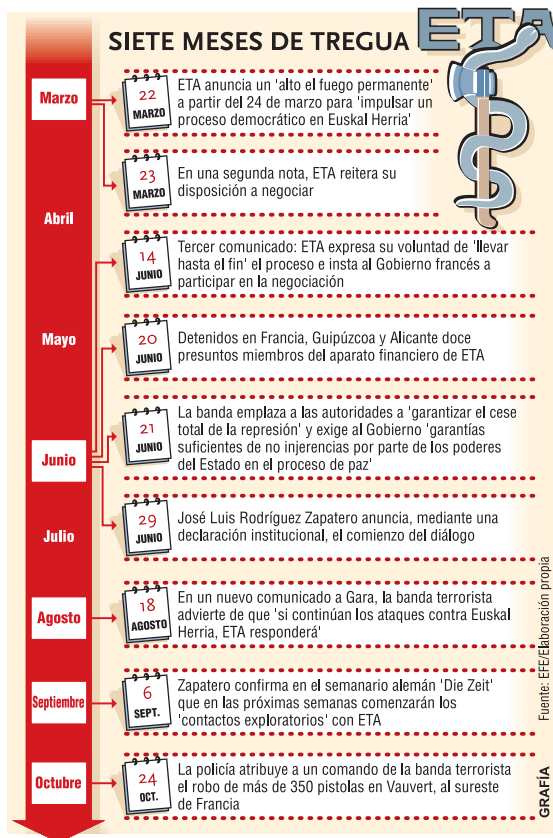 SIETE MESES DE TREGUA
ETA
Marzo
22
MARZO
ETA anuncia un 'alto el fuego permanente'
a partir del 24 de marzo para 'impulsar un
proceso democrático en Euskal Herria'
23
MARZO
En una segunda nota, ETA reitera su
disposición a negociar
Abril
14
JUNIO
Tercer comunicado: ETA expresa su voluntad de 'llevar
hasta el fin' el proceso e insta al Gobierno francés a
participar en la negociación
Mayo
20
JUNIO
Detenidos en Francia, Guipúzcoa y Alicante doce
presuntos miembros del aparato financiero de ETA
Junio
21
JUNIO
La banda emplaza a las autoridades a 'garantizar el cese
total de la represión' y exige al Gobierno 'garantías
suficientes de no injerencias por parte de los poderes
del Estado en el proceso de paz'
Julio
29
JUNIO
José Luis Rodríguez Zapatero anuncia, mediante una
declaración institucional, el comienzo del diálogo
Agosto
18
AGOSTO
En un nuevo comunicado a Gara, la banda terrorista
advierte de que 'si continúan los ataques contra Euskal
Herria, ETA responderá'
Septiembre
6
SEPT.
Zapatero confirma en el semanario alemán 'Die Zeit'
que en las próximas semanas comenzarán los
'contactos exploratorios' con ETA
Octubre
24
OCT.
La policía atribuye a un comando de la banda terrorista
el robo de más de 350 pistolas en Vauvert, al sureste
de Francia
Fuente: EFE/Elaboración propia
GRAFÍA